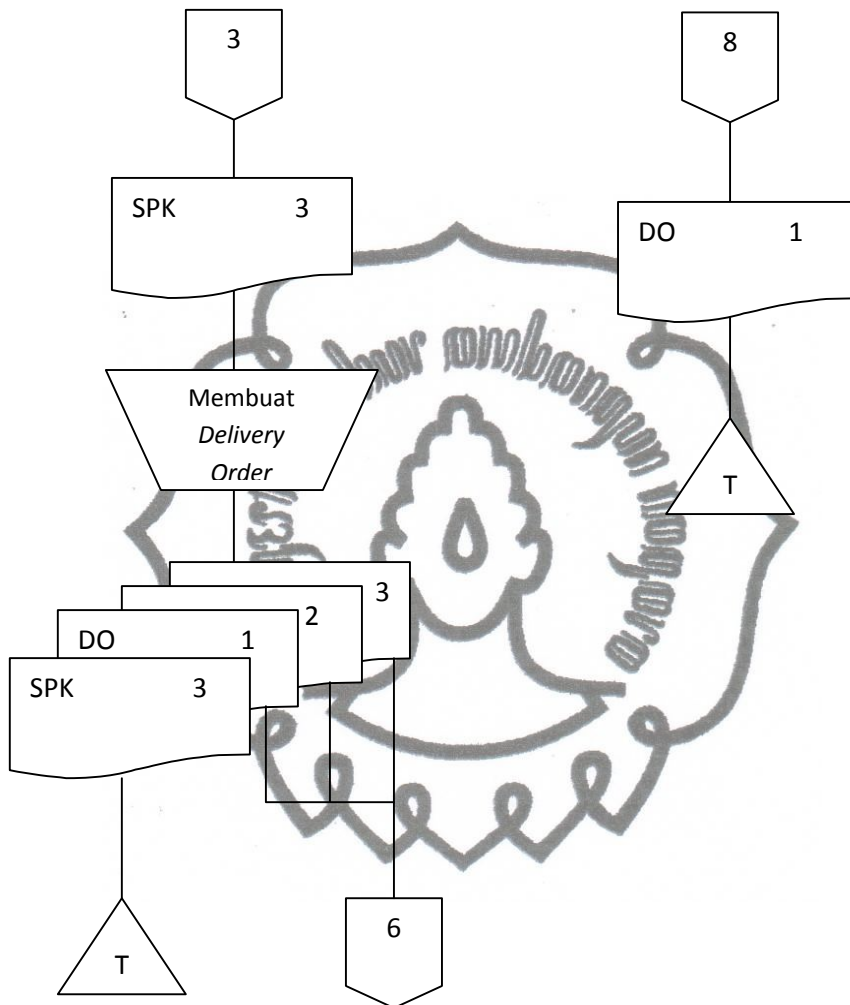 3
8
SPK 3
DO 1
Membuat
Delivery
Order
T
3
2
DO 1
SPK 3
T
6